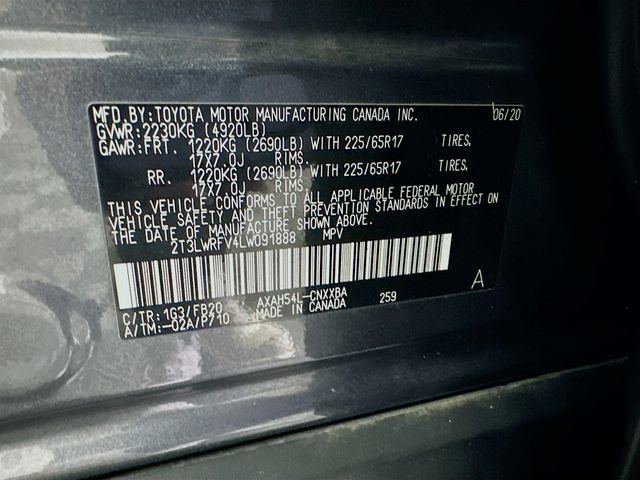 MFD.BY:TOYOTA MOTOR MANUFACTURING CANADA INC. 06/20
GVWR:2230KG (4920LB)
GAWR:FRT. 1220KG (2690LB) WITH 225/65R17 TIRES.
17X7.0J RIMS.
RR. 1220KG (2690LB) WITH 225/65R17 TIRES.
17X7.0J RIMS.
THIS VEHICLE CONFORMS TO ALL APPLICABLE FEDERAL MOTOR
VEHICLE SAFETY AND THEFT PREVENTION STANDARDS IN EFFECT ON
THE DATE OF MANUFACTURE SHOWN ABOVE.
2T3LWRFV4LW091888 MPV
A
C/TR:1G3/FB20 AXAH54L-CNXXBA 259
A/TM:-02A/P710 MADE IN CANADA